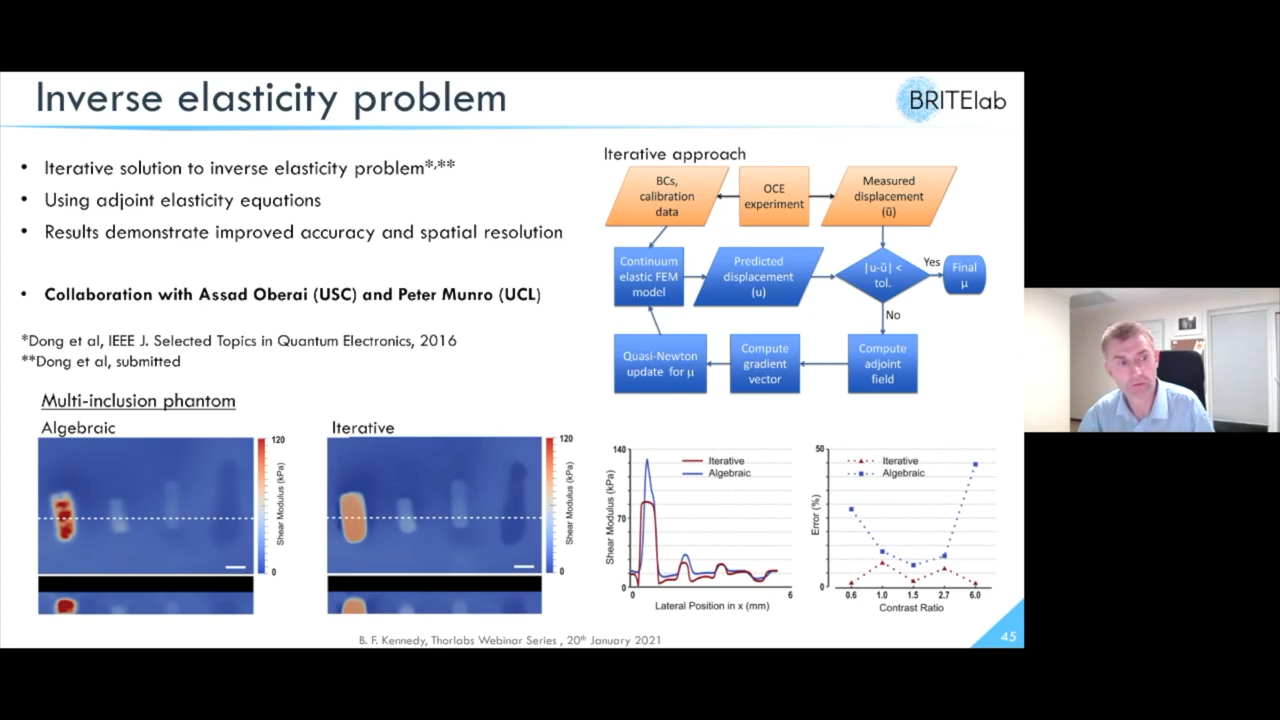 Inverse elasticity problem
BRITElab
• Iterative solution to inverse elasticity problem*,**
• Using adjoint elasticity equations
• Results demonstrate improved accuracy and spatial resolution
• Collaboration with Assad Oberai (USC) and Peter Munro (UCL)
*Dong et al, IEEE J. Selected Topics in Quantum Electronics, 2016
**Dong et al, submitted
Iterative approach
BCs,
calibration
data
OCE
experiment
Measured
displacement
(ũ)
Continuum
elastic FEM
model
Predicted
displacement
(u)
|u-ũ| <
tol.
Yes
Final
μ
No
Quasi-Newton
update for μ
Compute
gradient
vector
Compute
adjoint
field
Multi-inclusion phantom
Algebraic
120
Shear Modulus (kPa)
0
Iterative
120
Shear Modulus (kPa)
0
140
70
0
Shear Modulus (kPa)
Iterative
Algebraic
0
6
Lateral Position in x (mm)
50
0
Error (%)
Iterative
Algebraic
0.6 1.0 1.5 2.7 6.0
Contrast Ratio
B. F. Kennedy, Thorlabs Webinar Series , 20th January 2021
45